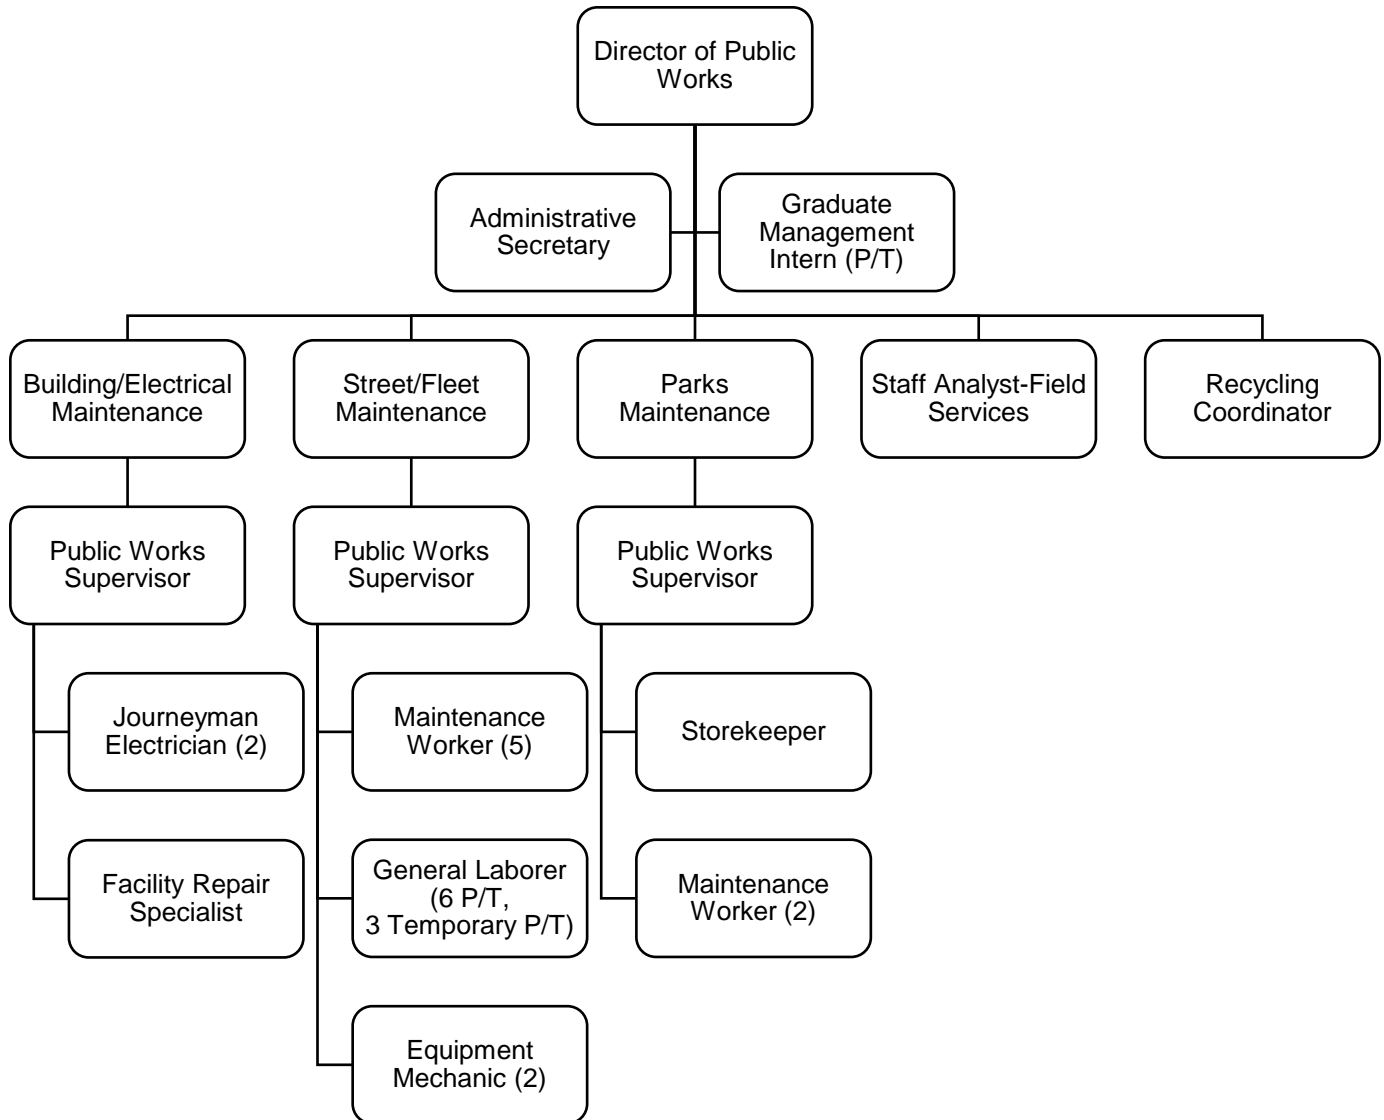 Director of Public
Works
Administrative
Secretary
Graduate
Management
Intern (P/T)
Building/Electrical
Maintenance
Street/Fleet
Maintenance
Parks
Maintenance
Staff Analyst-Field
Services
Recycling
Coordinator
Public Works
Supervisor
Public Works
Supervisor
Public Works
Supervisor
Journeyman
Electrician (2)
Maintenance
Worker (5)
Storekeeper
Facility Repair
Specialist
General Laborer
(6 P/T,
3 Temporary P/T)
Maintenance
Worker (2)
Equipment
Mechanic (2)